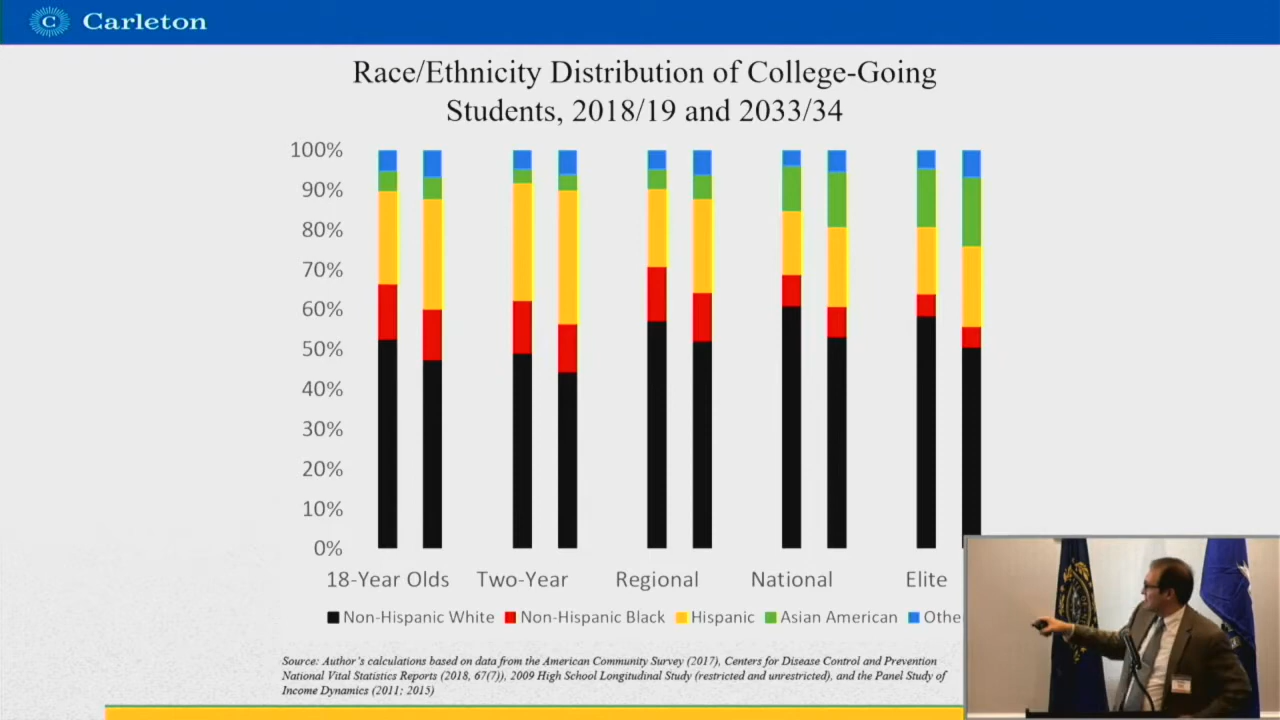 C Carleton
Race/Ethnicity Distribution of College-Going
Students, 2018/19 and 2033/34
100%
90%
80%
70%
60%
50%
40%
30%
20%
10%
0%
18-Year Olds Two-Year Regional National Elite
Non-Hispanic White Non-Hispanic Black Hispanic Asian American Othe
Source: Author's calculations based on data from the American Community Survey (2017), Centers for Disease Control and Prevention
National Vital Statistics Reports (2018, 67(7)), 2009 High School Longitudinal Study (restricted and unrestricted), and the Panel Study of
Income Dynamics (2011; 2015)